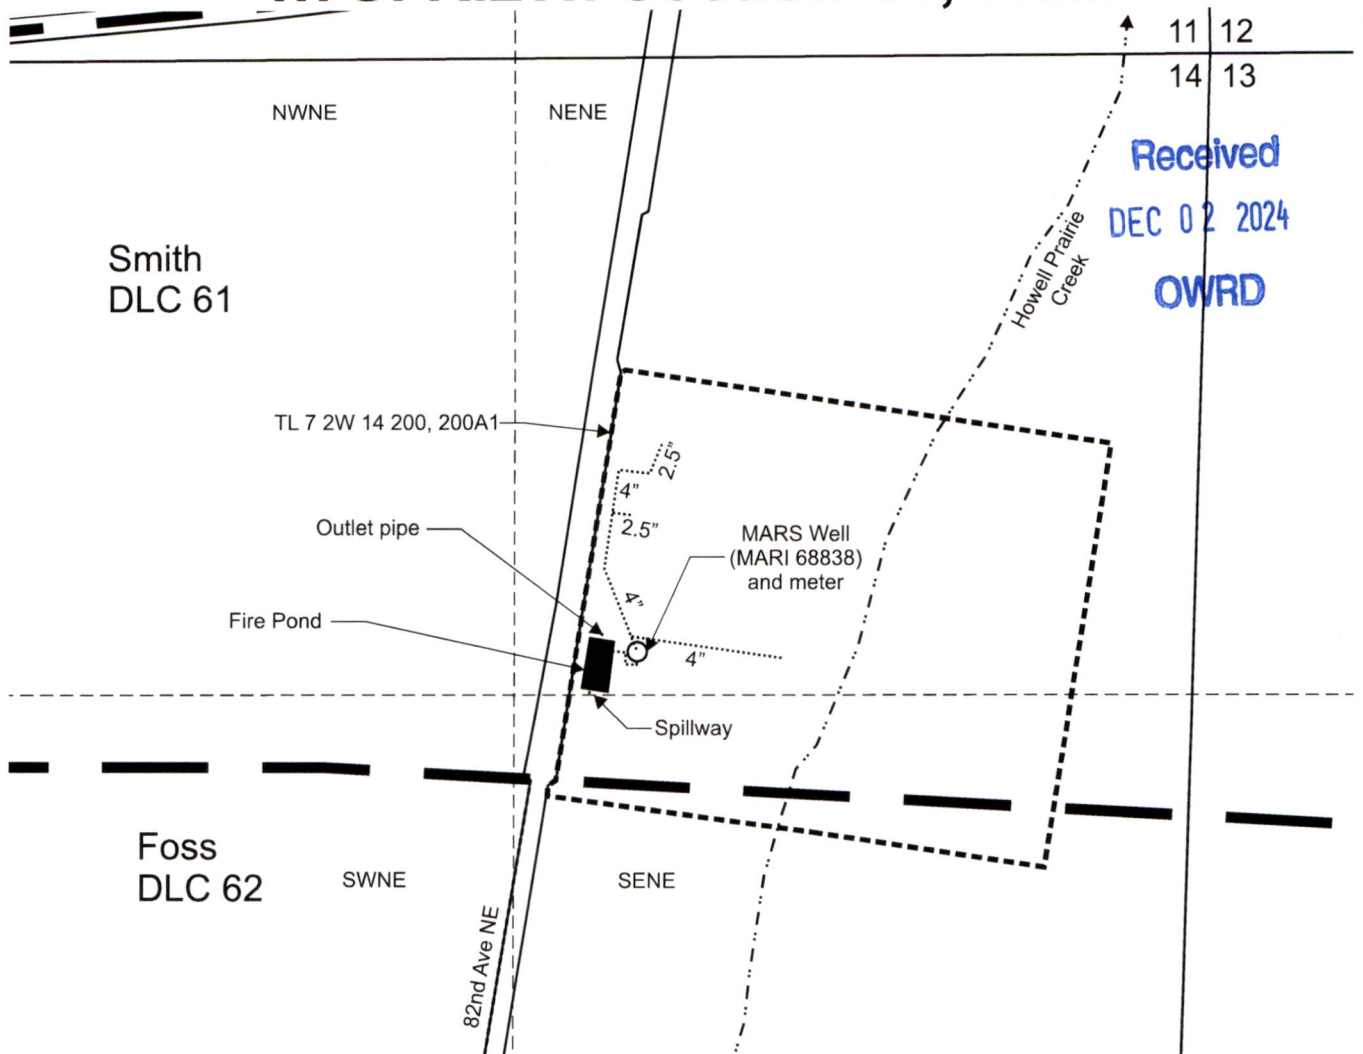 11 12
14 13
NWNE
NENE
Received
DEC 02 2024
OWRD
Howell Prairie
Creek
Smith
DLC 61
TL 7 2W 14 200, 200A1
2.5"
4"
2.5"
Outlet pipe
MARS Well
(MARI 68838)
and meter
4"
Fire Pond
4"
Spillway
Foss
DLC 62
SWNE
SENE
82nd Ave NE